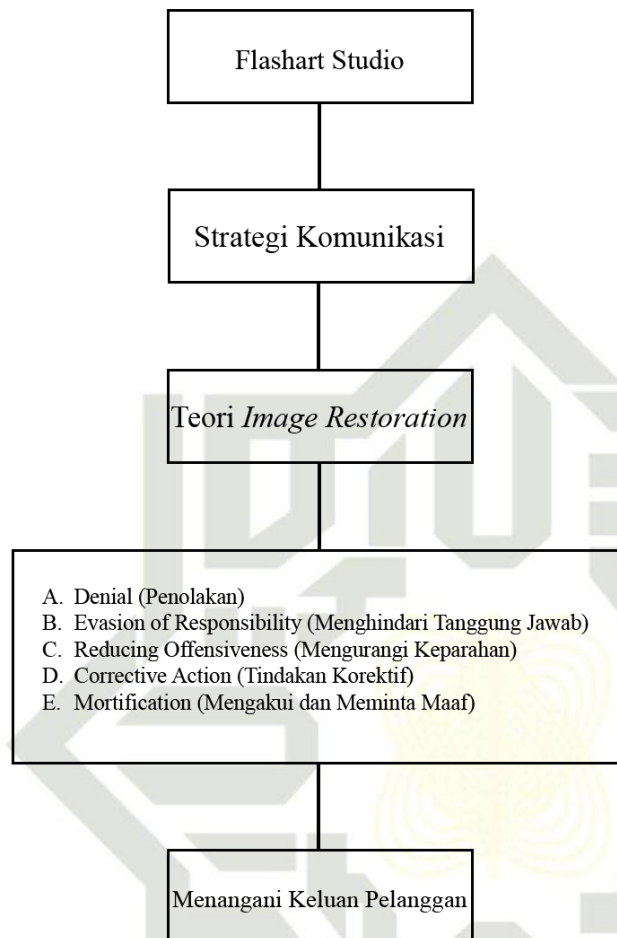 Flashart Studio
Strategi Komunikasi
Teori Image Restoration
A. Denial (Penolakan)
B. Evasion of Responsibility (Menghindari Tanggung Jawab)
C. Reducing Offensiveness (Mengurangi Keparahan)
D. Corrective Action (Tindakan Korektif)
E. Mortification (Mengakui dan Meminta Maaf)
Menangani Keluan Pelanggan